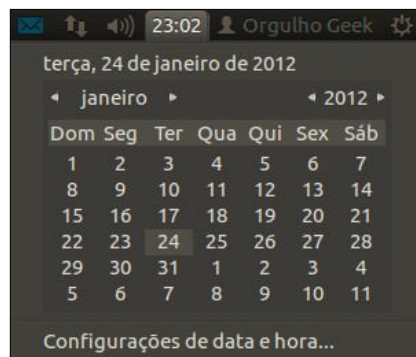 23:02 Orgulho Geek
terça, 24 de janeiro de 2012
janeiro 2012
Dom Seg Ter Qua Qui Sex Sáb
1 2 3 4 5 6 7
8 9 10 11 12 13 14
15 16 17 18 19 20 21
22 23 24 25 26 27 28
29 30 31 1 2 3 4
5 6 7 8 9 10 11
Configurações de data e hora...